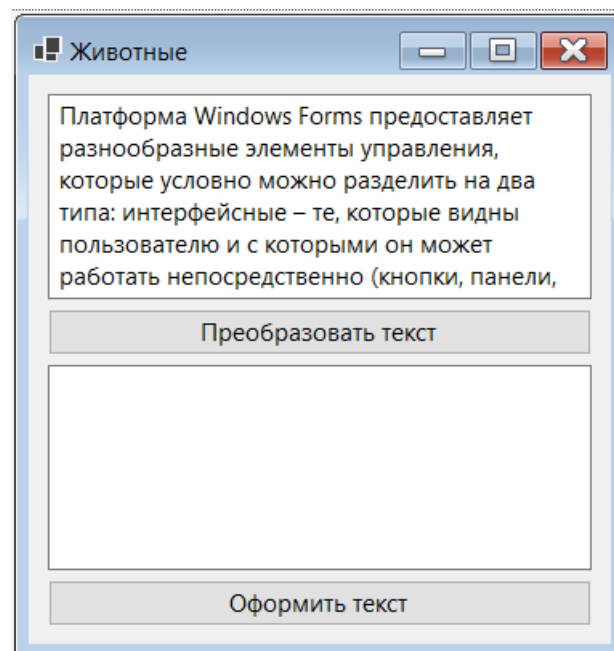 Животные
Платформа Windows Forms предоставляет
разнообразные элементы управления,
которые условно можно разделить на два
типа: интерфейсные – те, которые видны
пользователю и с которыми он может
работать непосредственно (кнопки, панели,
Преобразовать текст
Оформить текст